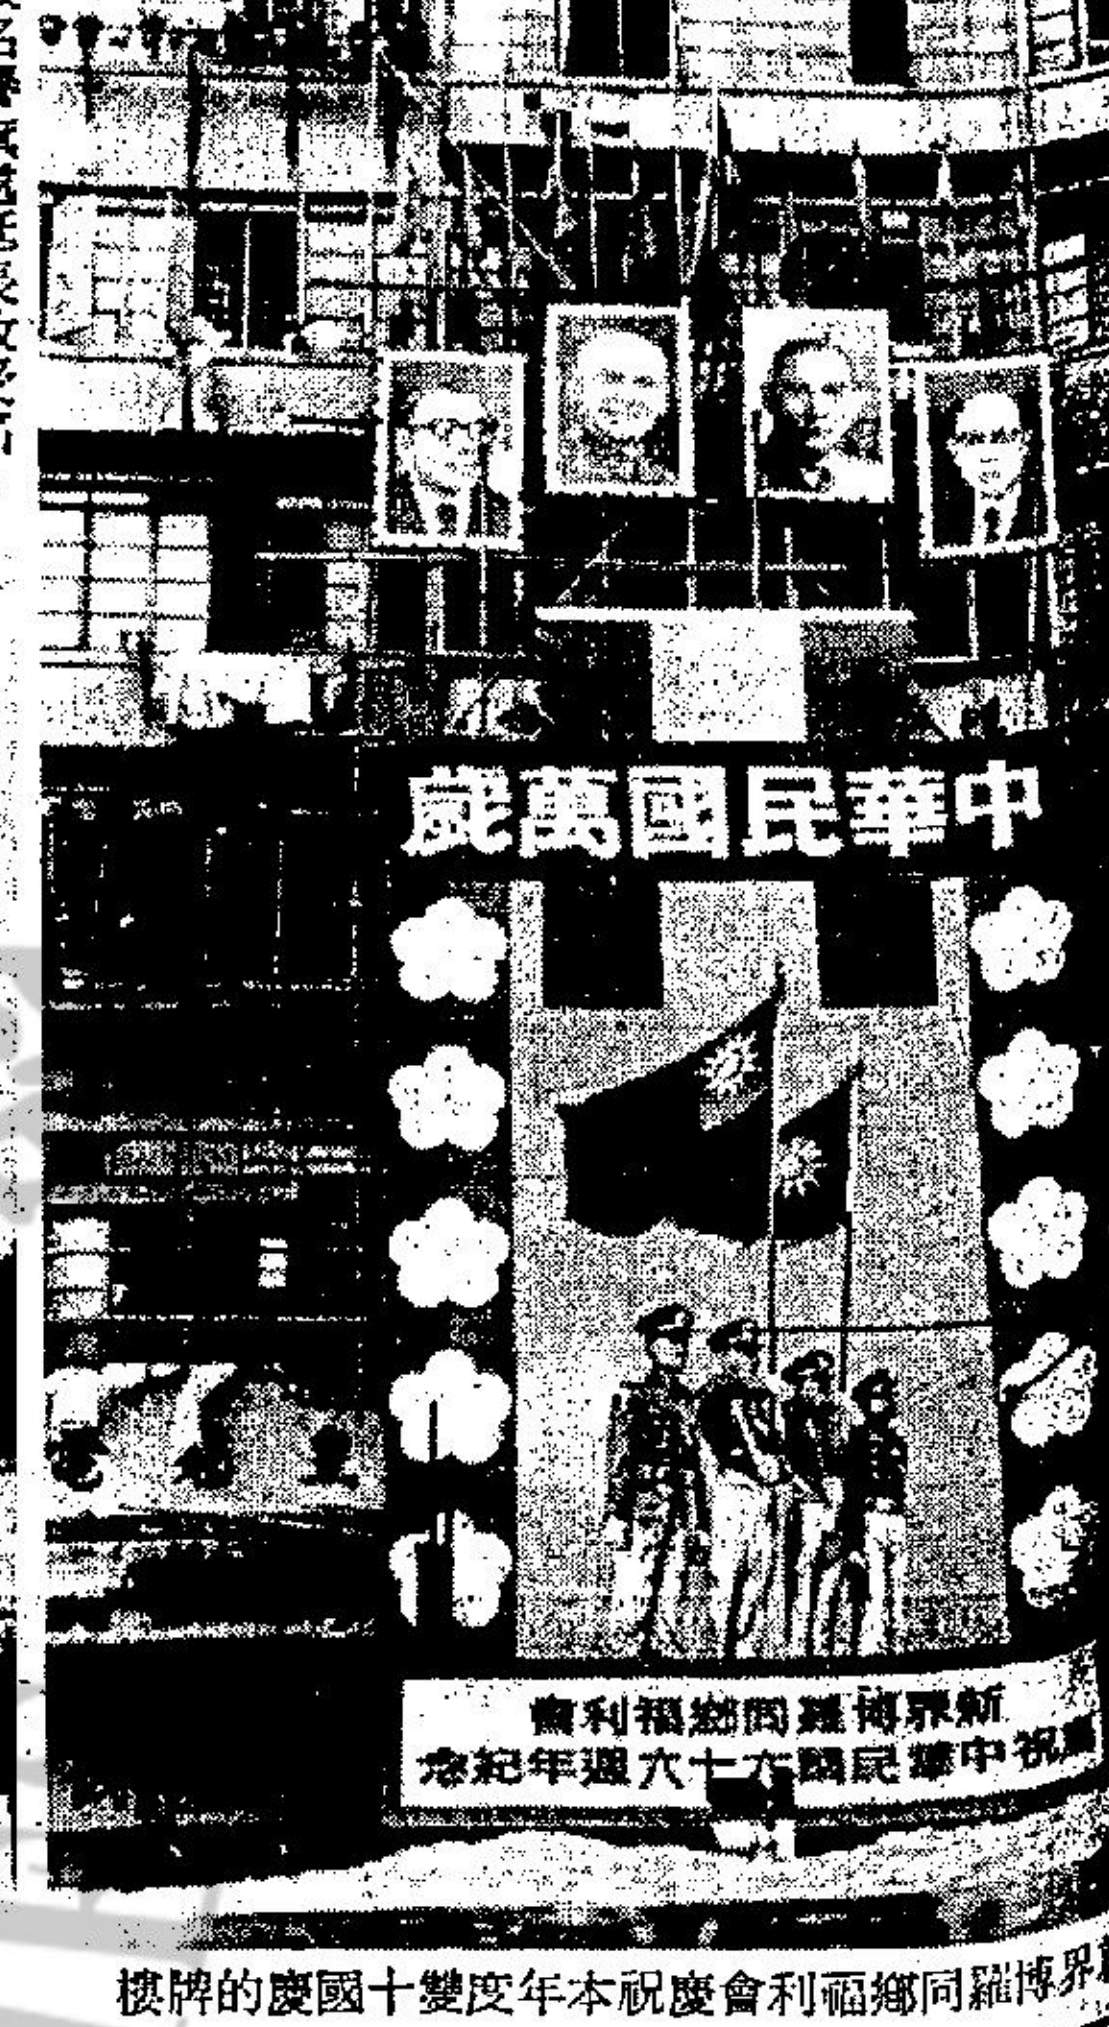 中華民國萬歲
新界博羅同鄉福利會
慶祝中華民國六十六週年紀念
界博羅同鄉福利會慶祝本年度雙十國慶的牌樓